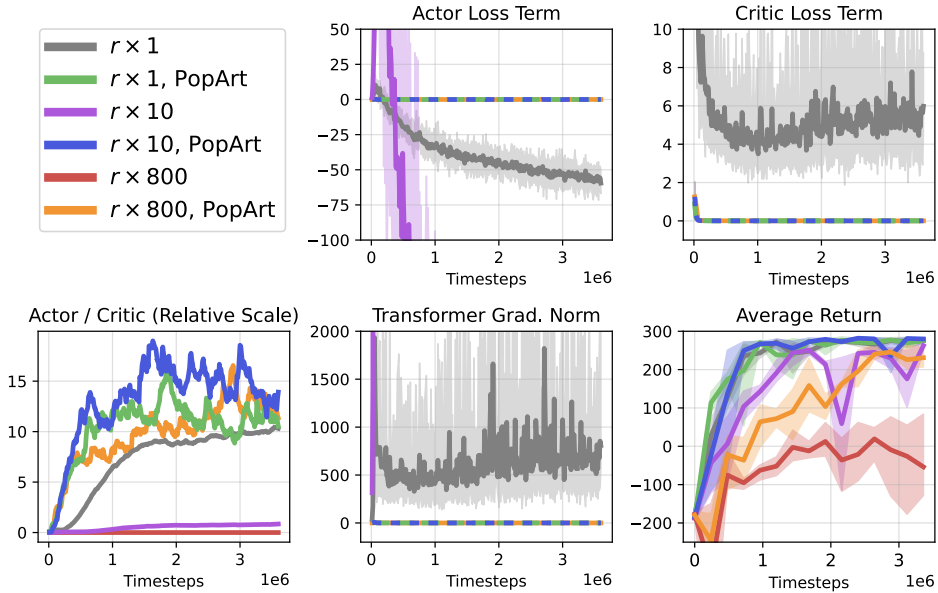 r × 1
r × 1, PopArt
r × 10
r × 10, PopArt
r × 800
r × 800, PopArt
Actor Loss Term
50
25
0
−25
−50
−75
−100
0 1 2 3
1e6
Timesteps
Critic Loss Term
10
8
6
4
2
0
0 1 2 3
1e6
Timesteps
Actor / Critic (Relative Scale)
15
10
5
0
0 1 2 3
1e6
Timesteps
Transformer Grad. Norm
2000
1500
1000
500
0
0 1 2 3
1e6
Timesteps
Average Return
300
200
100
0
−100
−200
0 1 2 3
1e6
Timesteps